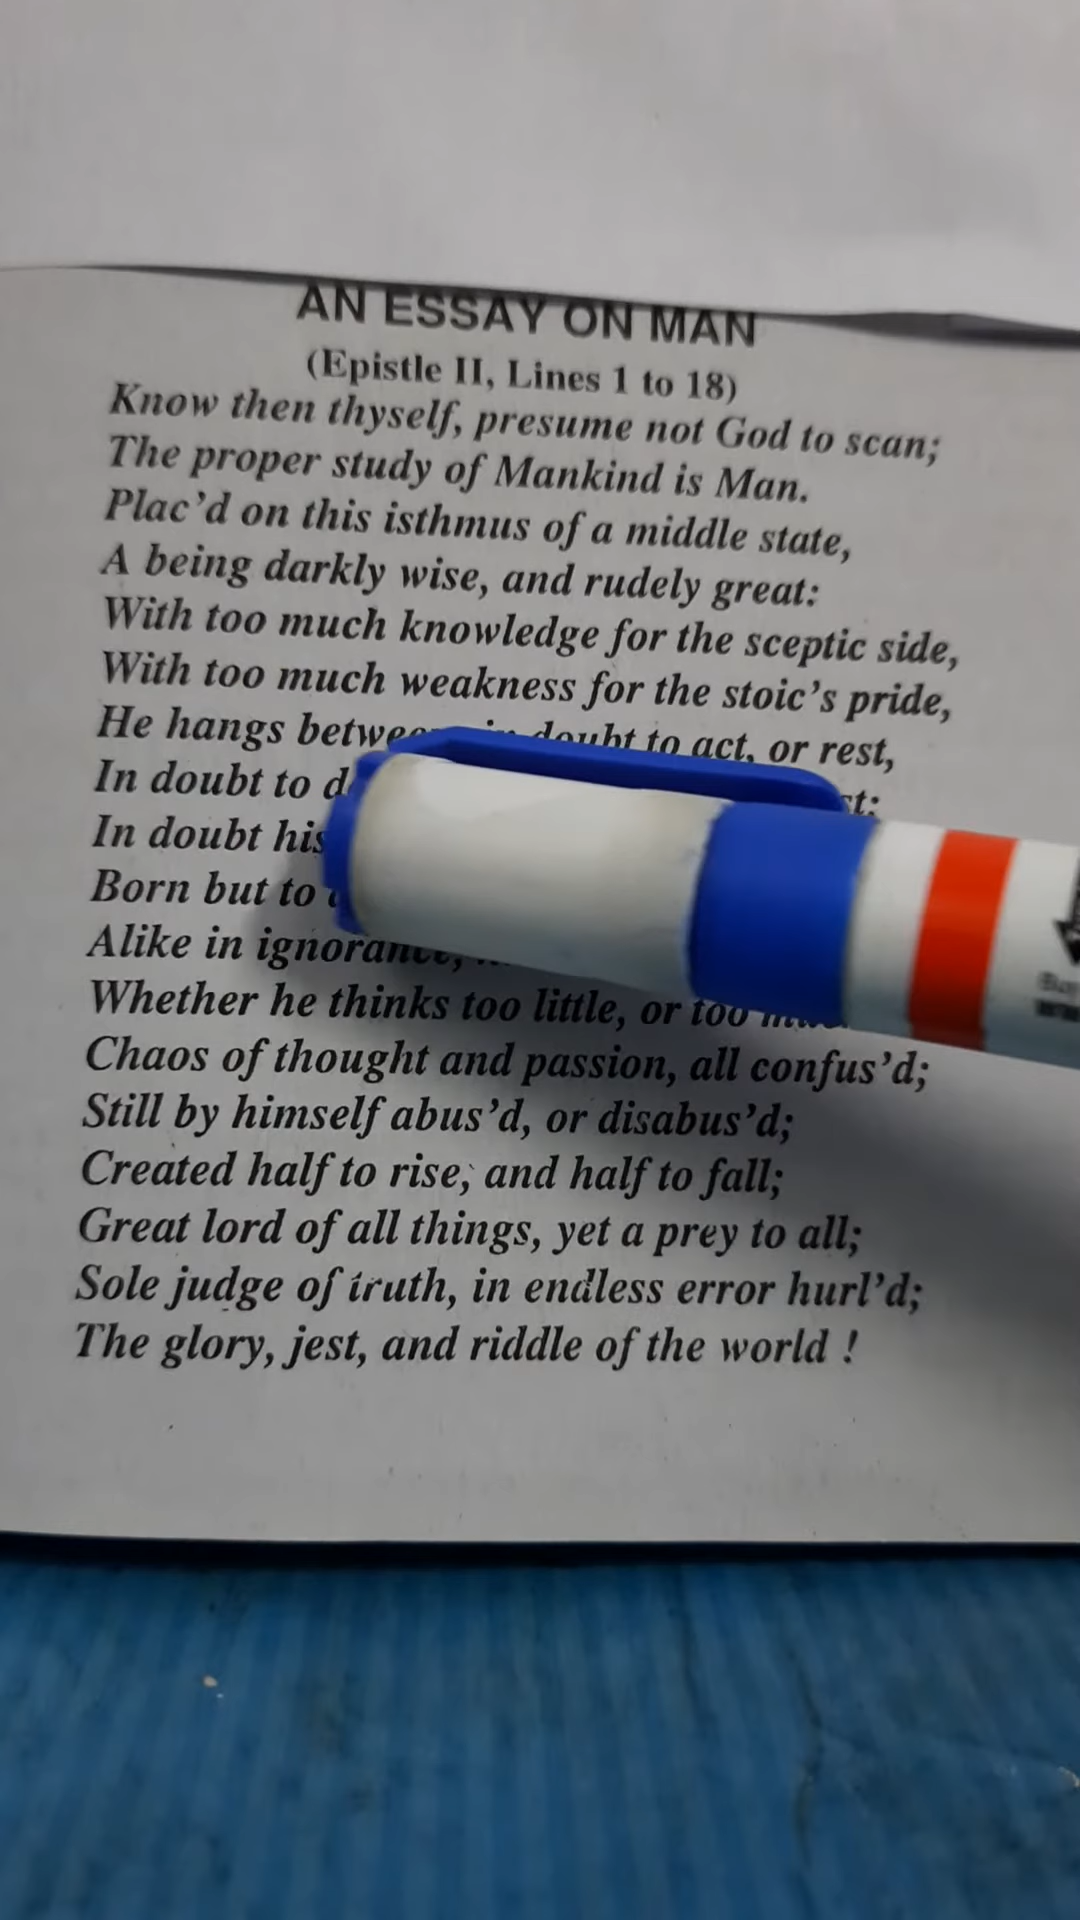 AN ESSAY ON MAN
(Epistle II, Lines 1 to 18)
Know then thyself, presume not God to scan;
The proper study of Mankind is Man.
Plac'd on this isthmus of a middle state,
A being darkly wise, and rudely great:
With too much knowledge for the sceptic side,
With too much weakness for the stoic's pride,
He hangs between; in doubt to act, or rest,
In doubt to
In doubt his
Born but to
Alike in ignorance,
Whether he thinks too little, or too
Chaos of thought and passion, all confus'd;
Still by himself abus'd, or disabus'd;
Created half to rise, and half to fall;
Great lord of all things, yet a prey to all;
Sole judge of truth, in endless error hurl'd;
The glory, jest, and riddle of the world !